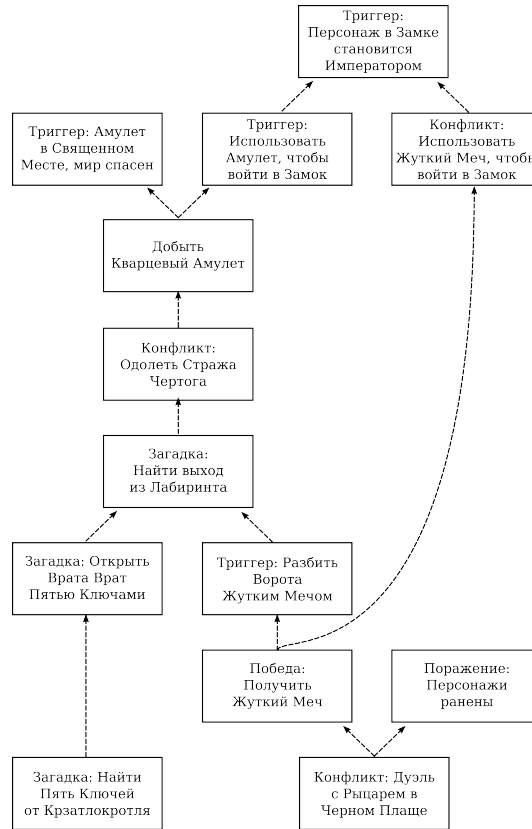 Триггер:
Персонаж в Замке
становится
Императором
Триггер: Амулет
в Священном
Месте, мир спасен
Триггер:
Использовать
Амулет, чтобы
войти в Замок
Конфликт:
Использовать
Жуткий Меч, чтобы
войти в Замок
Добыть
Кварцевый Амулет
Конфликт:
Одолеть Стража
Чертога
Загадка:
Найти выход
из Лабиринта
Загадка: Открыть
Врата Врат
Пятью Ключами
Триггер: Разбить
Ворота
Жутким Мечом
Победа:
Получить
Жуткий Меч
Поражение:
Персонажи
ранены
Загадка: Найти
Пять Ключей
от Крзатлокротля
Конфликт: Дуэль
с Рыцарем в
Черном Плаще